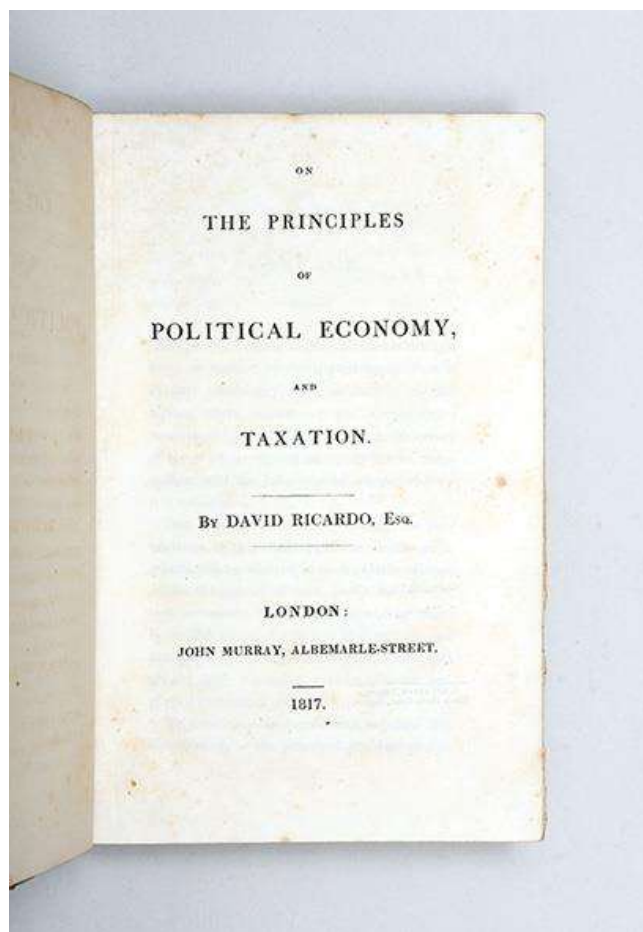 ON
THE PRINCIPLES
OF
POLITICAL ECONOMY,
AND
TAXATION.
By DAVID RICARDO, Esq.
LONDON:
JOHN MURRAY, ALBEMARLE-STREET.
1817.